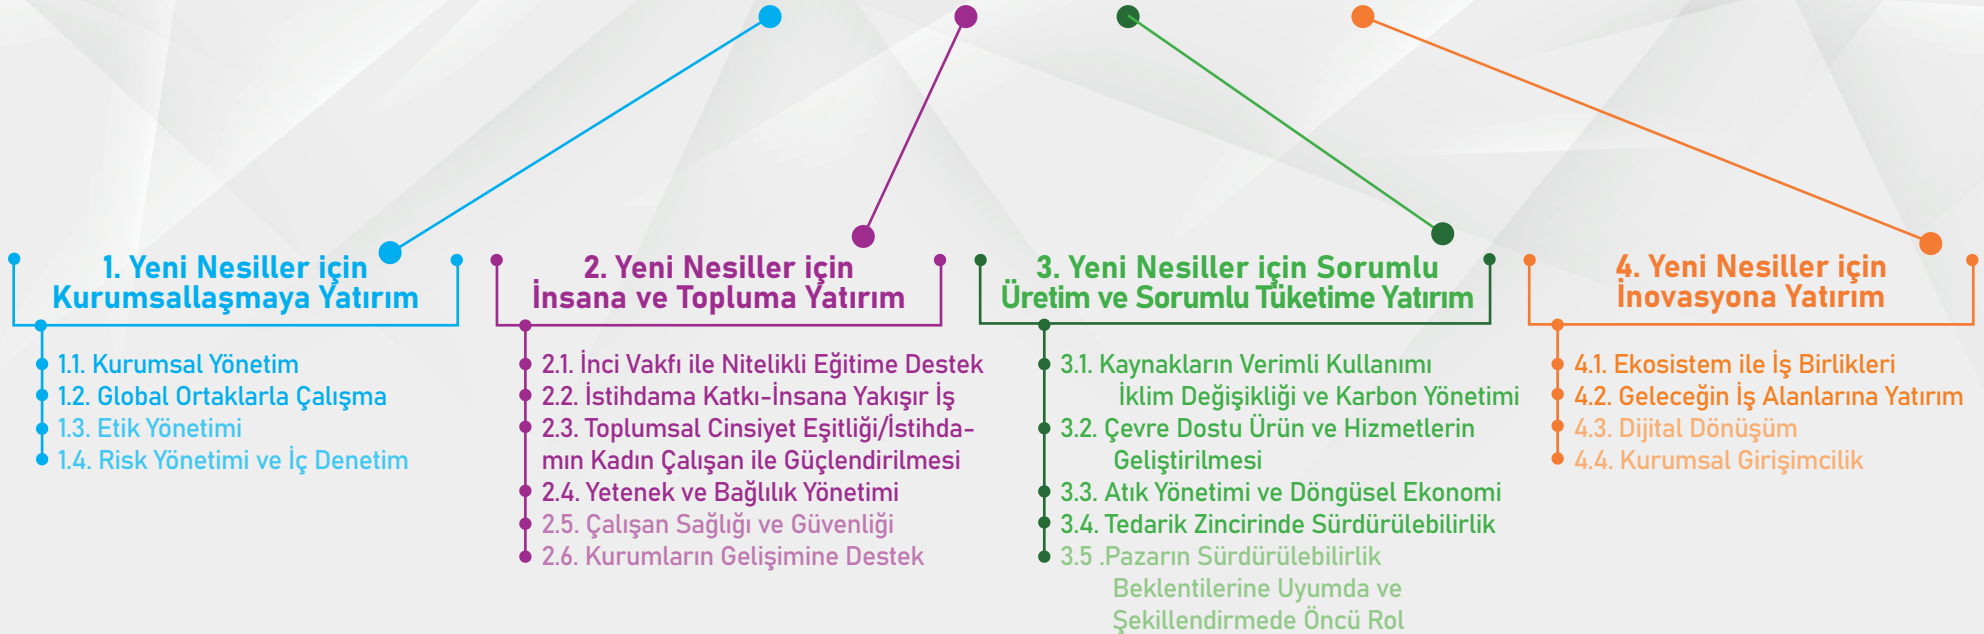 1. Yeni Nesiller için
Kurumsallaşmaya Yatırım
1.1. Kurumsal Yönetim
1.2. Global Ortaklarla Çalışma
1.3. Etik Yönetimi
1.4. Risk Yönetimi ve İç Denetim
2. Yeni Nesiller için
İnsana ve Topluma Yatırım
2.1. İnci Vakfı ile Nitelikli Eğitime Destek
2.2. İstihdama Katkı-İnsana Yakışır İş
2.3. Toplumsal Cinsiyet Eşitliği/İstihda-
mın Kadın Çalışan ile Güçlendirilmesi
2.4. Yetenek ve Bağlılık Yönetimi
2.5. Çalışan Sağlığı ve Güvenliği
2.6. Kurumların Gelişimine Destek
3. Yeni Nesiller için Sorumlu
Üretim ve Sorumlu Tüketime Yatırım
3.1. Kaynakların Verimli Kullanımı
İklim Değişikliği ve Karbon Yönetimi
3.2. Çevre Dostu Ürün ve Hizmetlerin
Geliştirilmesi
3.3. Atık Yönetimi ve Döngüsel Ekonomi
3.4. Tedarik Zincirinde Sürdürülebilirlik
3.5 .Pazarın Sürdürülebilirlik
Beklentilerine Uyumda ve
Şekillendirmede Öncü Rol
4. Yeni Nesiller için
İnovasyona Yatırım
4.1. Ekosistem ile İş Birlikleri
4.2. Geleceğin İş Alanlarına Yatırım
4.3. Dijital Dönüşüm
4.4. Kurumsal Girişimcilik